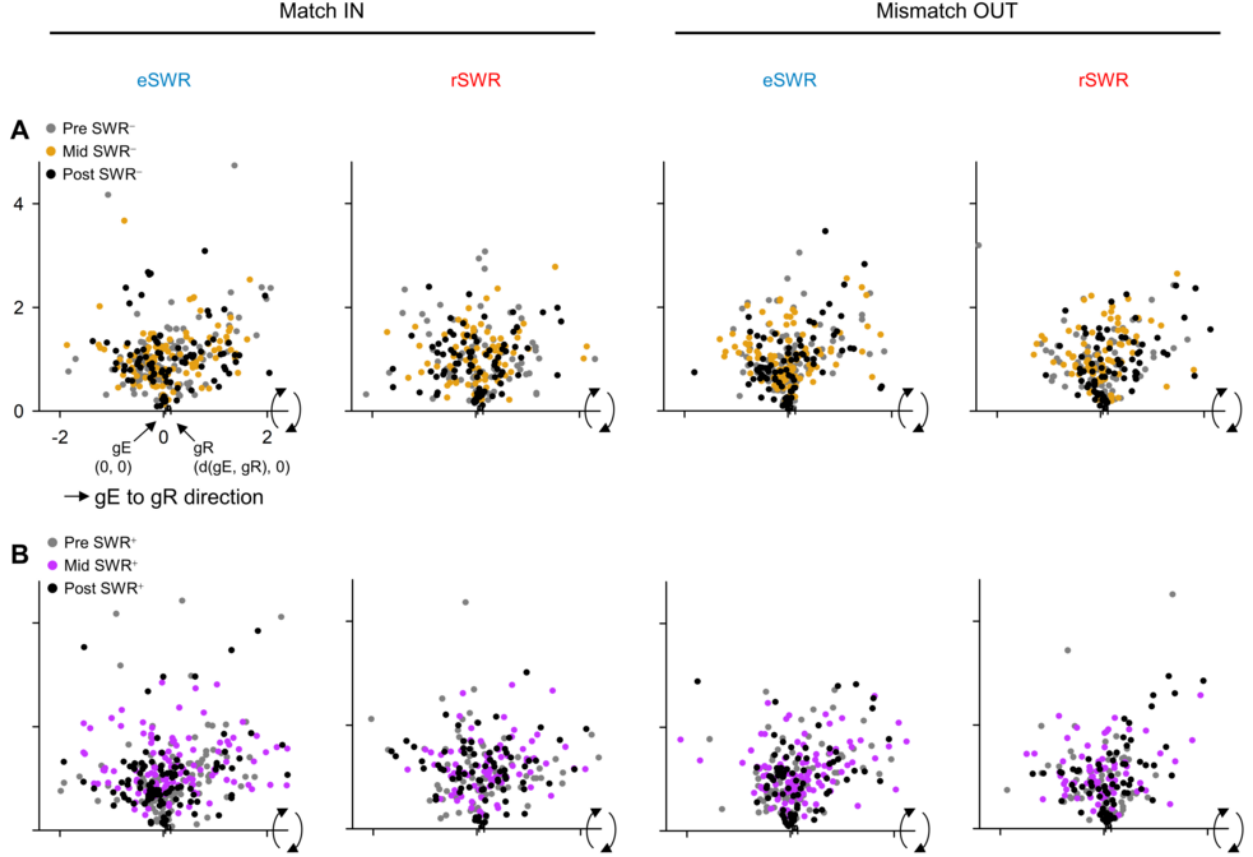 Match IN
Mismatch OUT
eSWR
rSWR
eSWR
rSWR
A
Pre SWR⁻
Mid SWR⁻
Post SWR⁻
4
2
0
-2
0
2
gE
(0, 0)
gR
(d(gE, gR), 0)
gE to gR direction
B
Pre SWR⁺
Mid SWR⁺
Post SWR⁺